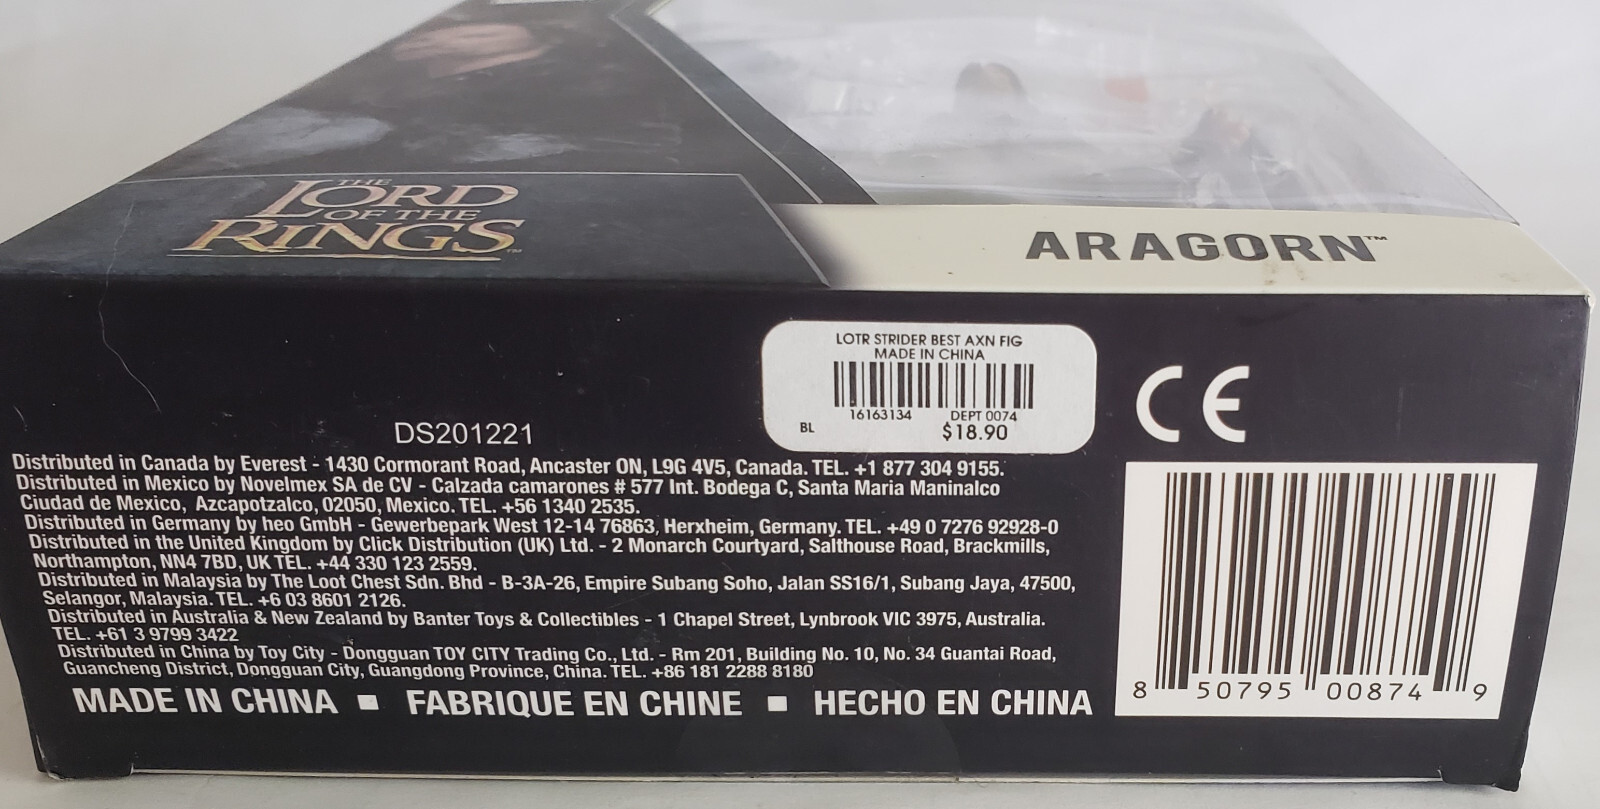 THE
LORD
OF THE
RINGS™
ARAGORN™
LOTR STRIDER BEST AXN FIG
MADE IN CHINA
16163134 DEPT 0074
BL $18.90
CE
DS201221
Distributed in Canada by Everest - 1430 Cormorant Road, Ancaster ON, L9G 4V5, Canada. TEL. +1 877 304 9155.
Distributed in Mexico by Novelmex SA de CV - Calzada camarones # 577 Int. Bodega C, Santa Maria Maninalco
Ciudad de Mexico, Azcapotzalco, 02050, Mexico. TEL. +56 1340 2535.
Distributed in Germany by heo GmbH - Gewerbepark West 12-14 76863, Herxheim, Germany. TEL. +49 0 7276 92928-0
Distributed in the United Kingdom by Click Distribution (UK) Ltd. - 2 Monarch Courtyard, Salthouse Road, Brackmills,
Northampton, NN4 7BD, UK TEL. +44 330 123 2559.
Distributed in Malaysia by The Loot Chest Sdn. Bhd - B-3A-26, Empire Subang Soho, Jalan SS16/1, Subang Jaya, 47500,
Selangor, Malaysia. TEL. +6 03 8601 2126.
Distributed in Australia & New Zealand by Banter Toys & Collectibles - 1 Chapel Street, Lynbrook VIC 3975, Australia.
TEL. +61 3 9799 3422
Distributed in China by Toy City - Dongguan TOY CITY Trading Co., Ltd. - Rm 201, Building No. 10, No. 34 Guantai Road,
Guancheng District, Dongguan City, Guangdong Province, China. TEL. +86 181 2288 8180
MADE IN CHINA ■ FABRIQUE EN CHINE ■ HECHO EN CHINA
8 50795 00874 9